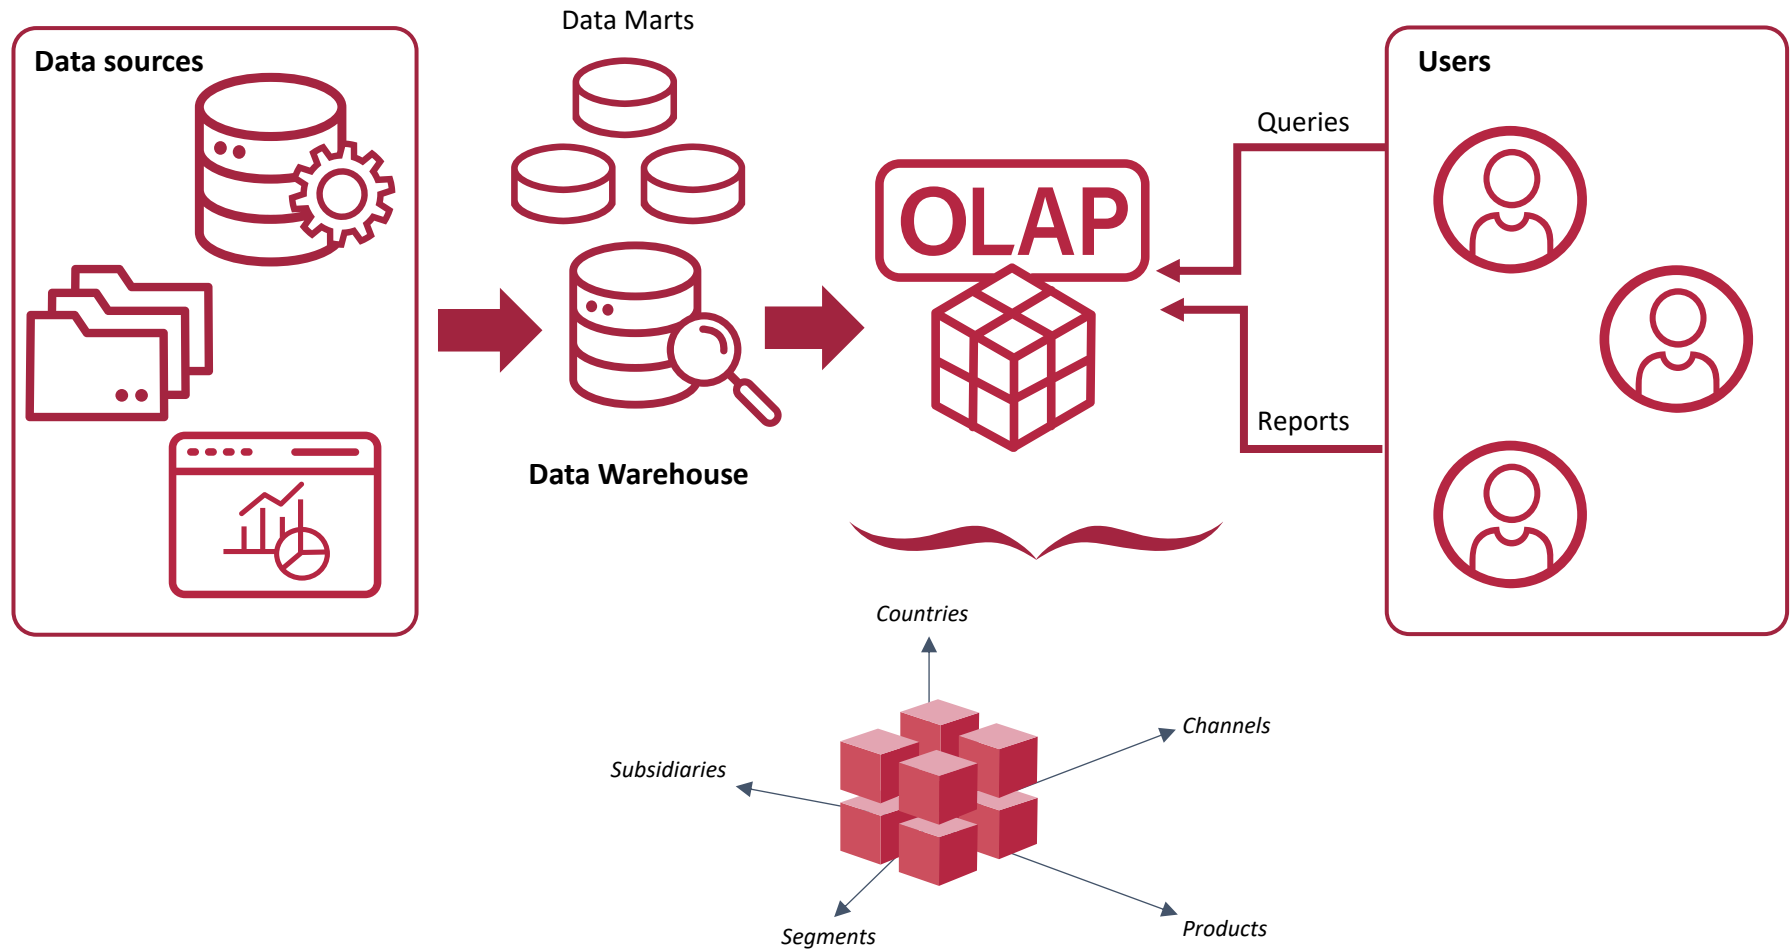 Data sources
Data Marts
Data Warehouse
OLAP
Queries
Reports
Users
Countries
Channels
Subsidiaries
Segments
Products